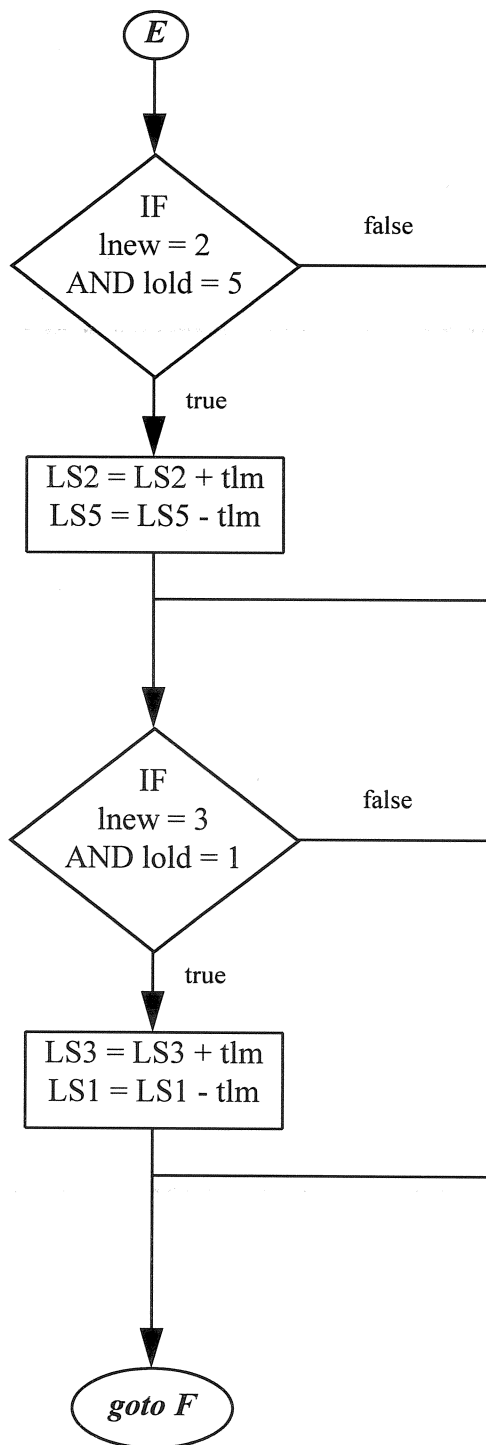 E
IF
lnew = 2
AND lold = 5
false
true
LS2 = LS2 + tlm
LS5 = LS5 - tlm
IF
lnew = 3
AND lold = 1
false
true
LS3 = LS3 + tlm
LS1 = LS1 - tlm
goto F